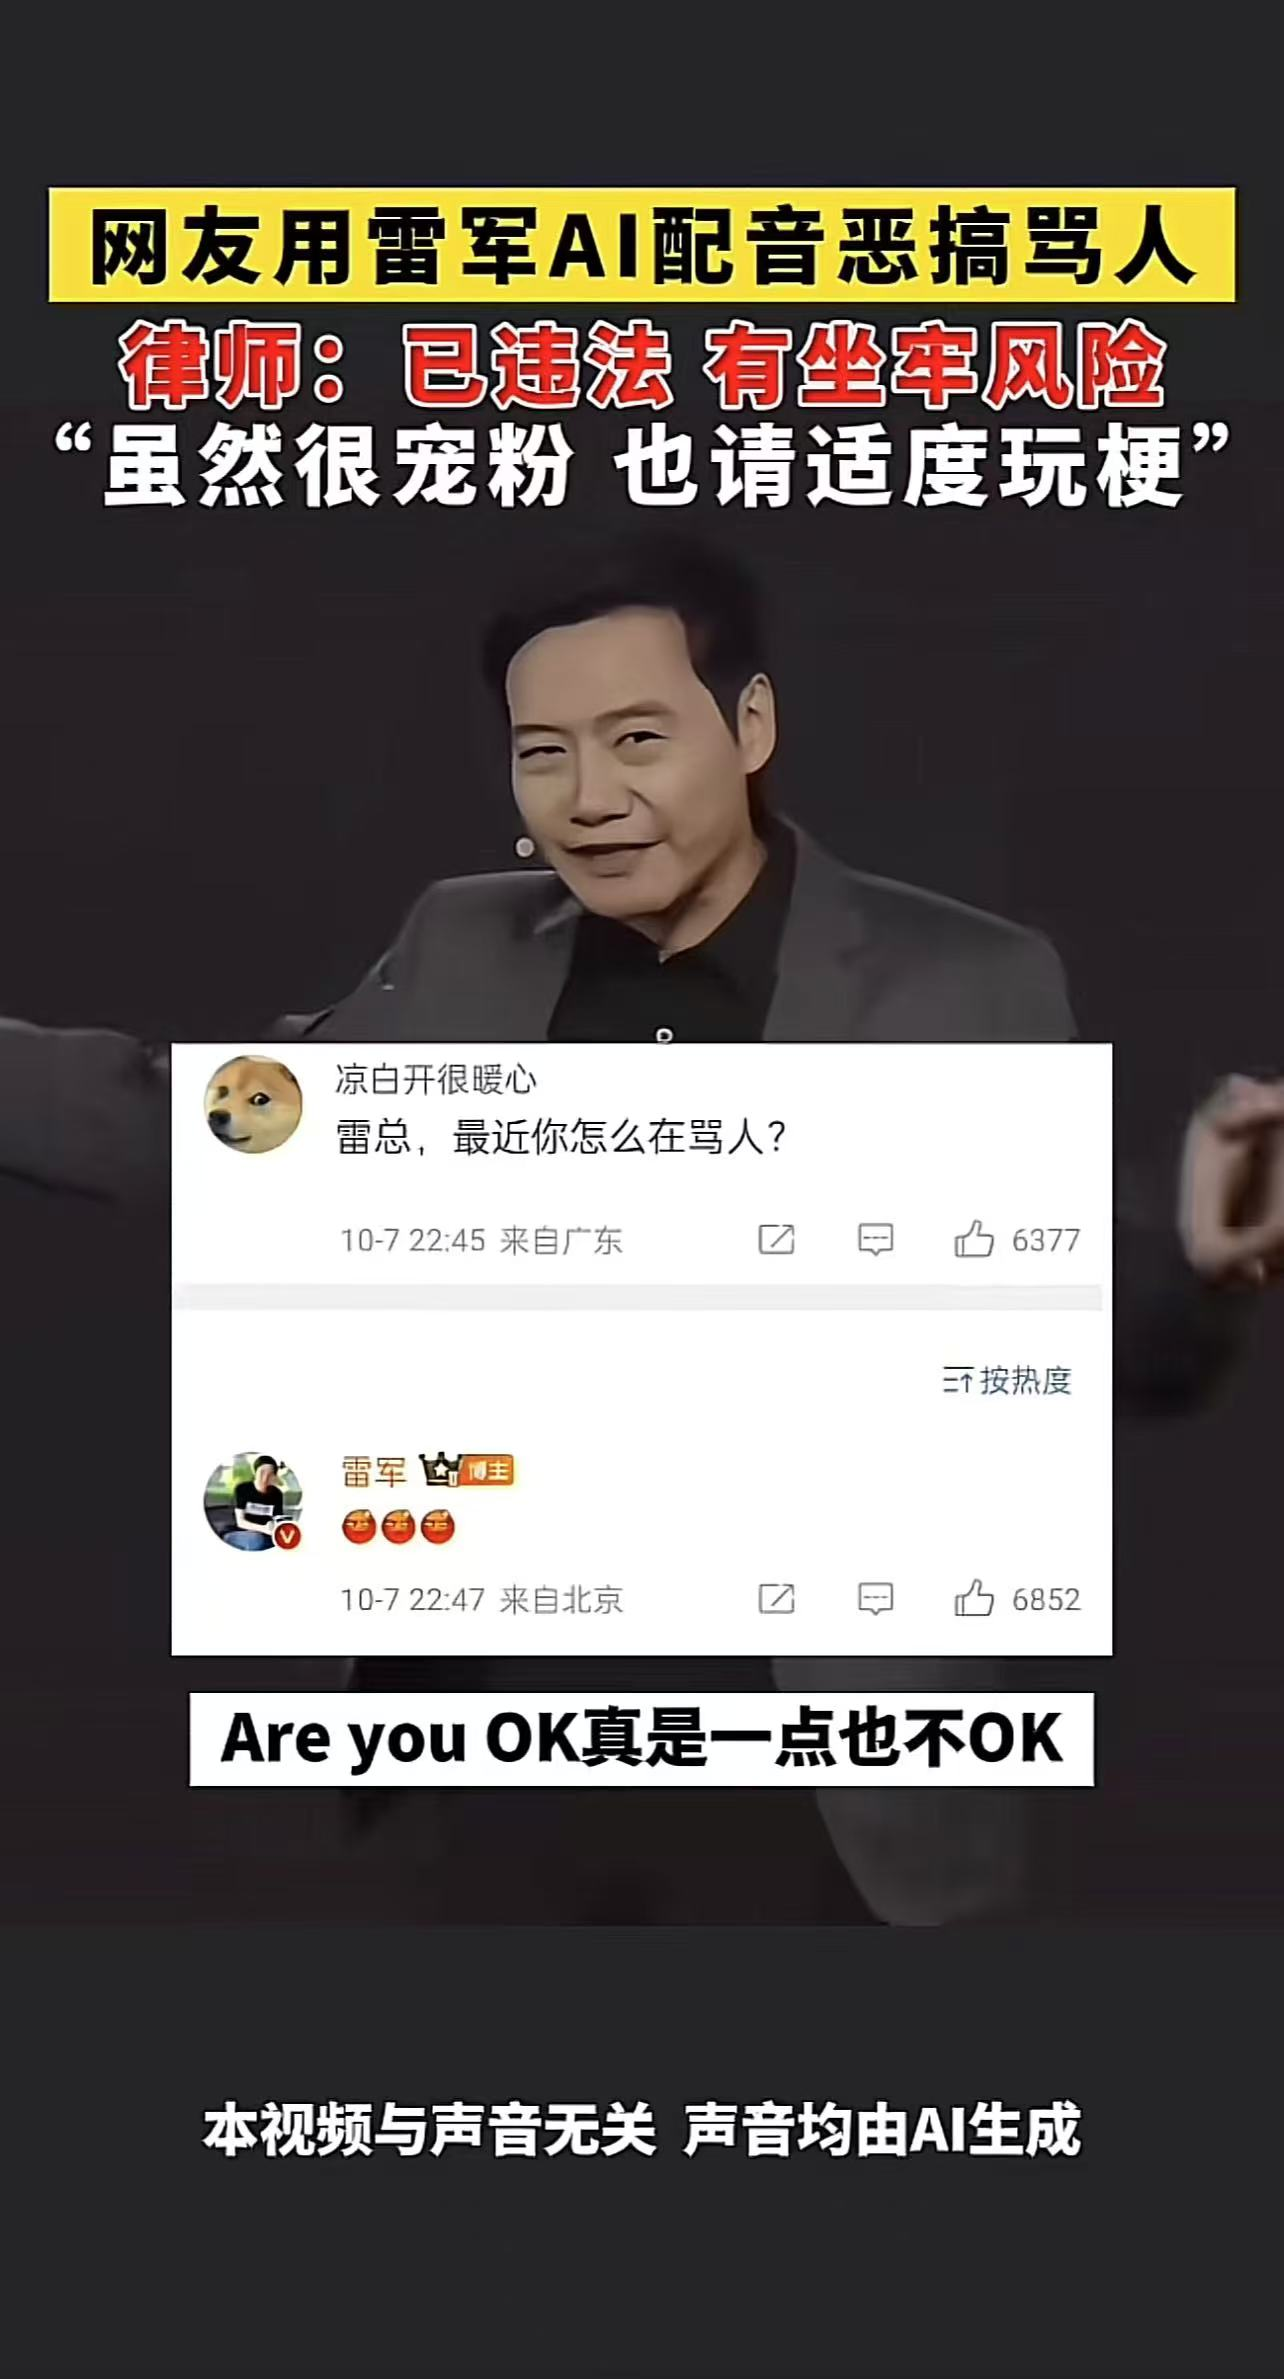 网友用雷军AI配音恶搞骂人
律师：已违法 有坐牢风险
“虽然很宠粉 也请适度玩梗”
凉白开很暖心
雷总，最近你怎么在骂人？
10-7 22:45 来自广东 6377
按热度
雷军 博主
10-7 22:47 来自北京 6852
Are you OK真是一点也不OK
本视频与声音无关 声音均由AI生成